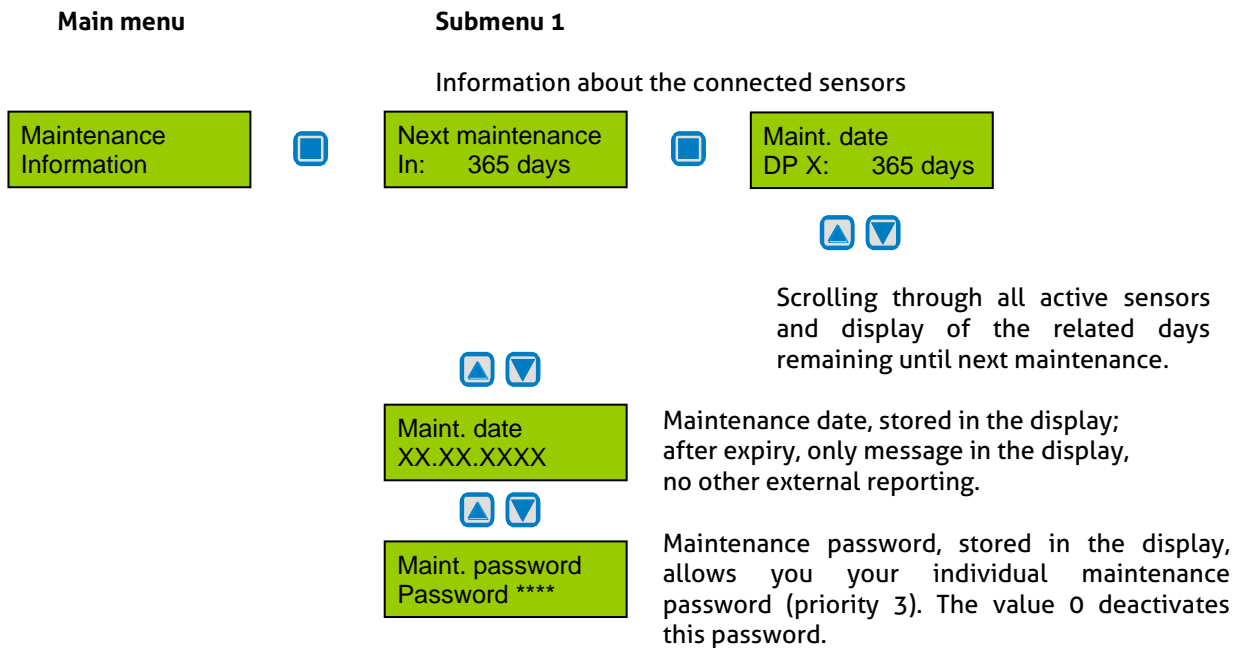 Main menu
Submenu 1
Information about the connected sensors
Maintenance
Information
Next maintenance
In: 365 days
Maint. date
DP X: 365 days
Scrolling through all active sensors
and display of the related days
remaining until next maintenance.
Maint. date
XX.XX.XXXX
Maintenance date, stored in the display;
after expiry, only message in the display,
no other external reporting.
Maint. password
Password ****
Maintenance password, stored in the display,
allows you your individual maintenance
password (priority 3). The value 0 deactivates
this password.